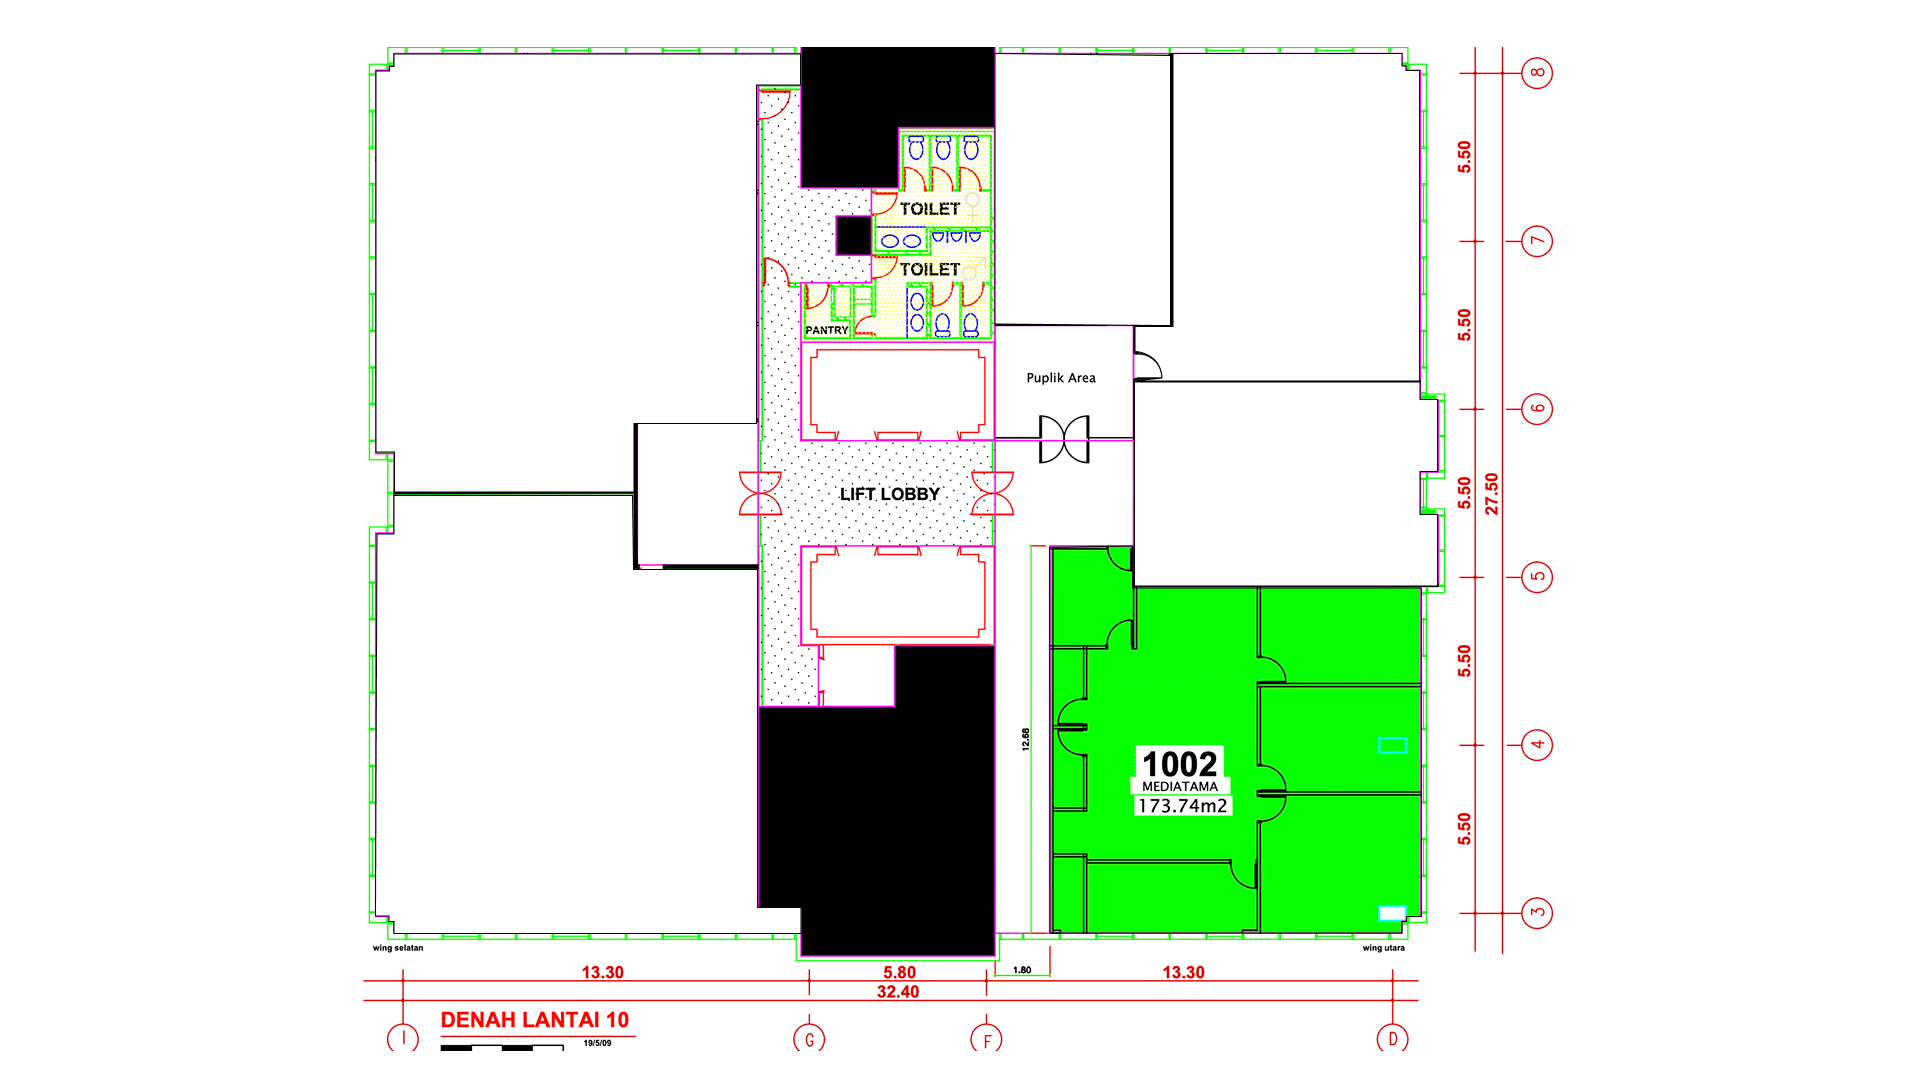 8
5.50
TOILET
7
TOILET
5.50
PANTRY
Puplik Area
6
LIFT LOBBY
5.50
27.50
5
5.50
12.68
4
1002
MEDIATAMA
173.74m2
5.50
3
wing selatan
wing utara
13.30
5.80
1.80
13.30
32.40
DENAH LANTAI 10
19/5/09
I
G
F
D